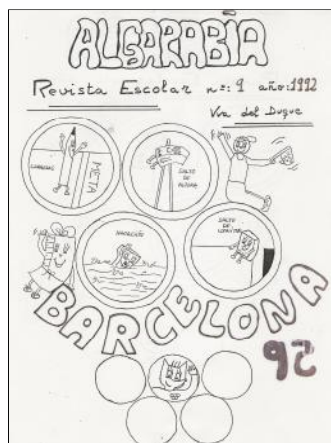 ALGARABÍA
Revista Escolar nº: 9 año: 1992
Vva del Duque
CARRERAS
META
SALTO DE ALTURA
NATACIÓN
SALTO DE LONGITUD
BARCELONA
92